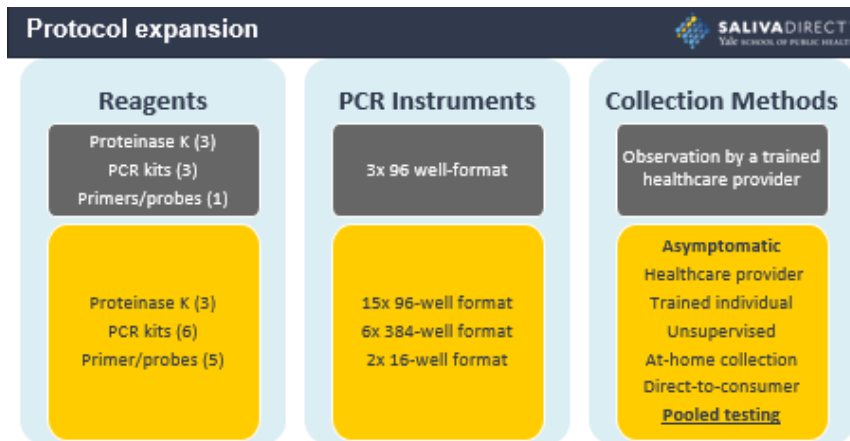 Protocol expansion
SALIVADIRECT
Yale SCHOOL OF PUBLIC HEALT
Reagents
Proteinase K (3)
PCR kits (3)
Primers/probes (1)
Proteinase K (3)
PCR kits (6)
Primer/probes (5)
PCR Instruments
3x 96 well-format
15x 96-well format
6x 384-well format
2x 16-well format
Collection Methods
Observation by a trained
healthcare provider
Asymptomatic
Healthcare provider
Trained individual
Unsupervised
At-home collection
Direct-to-consumer
Pooled testing